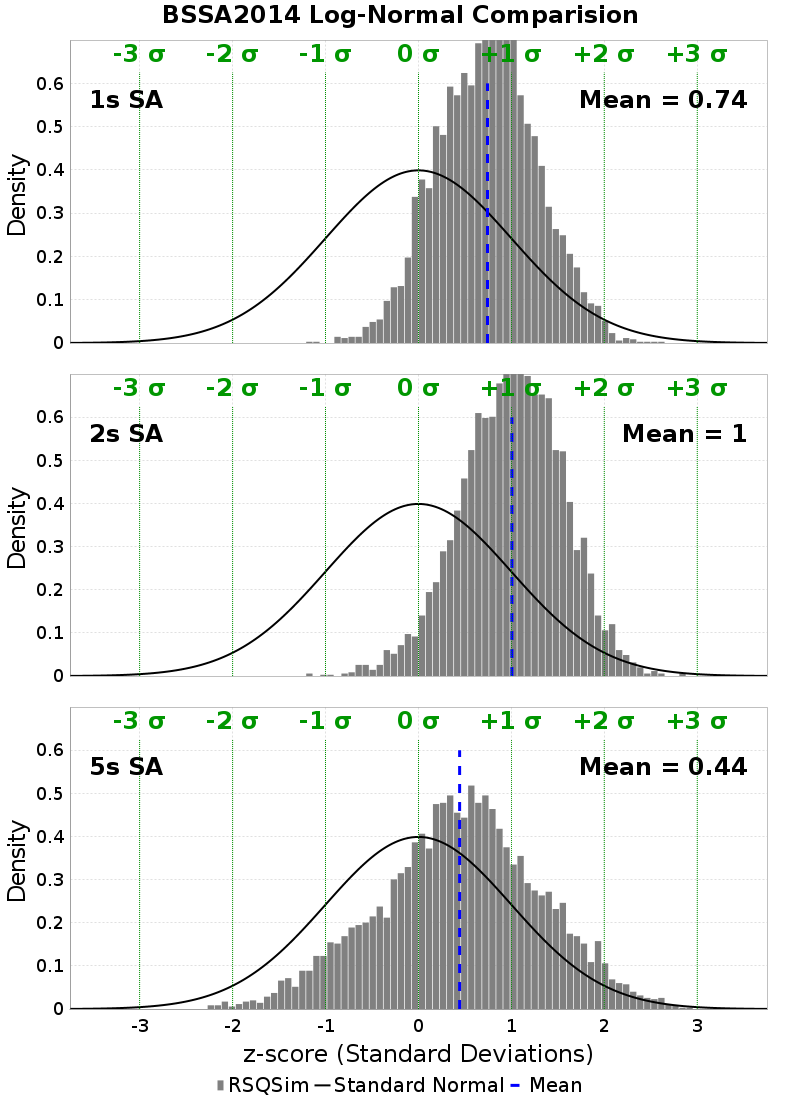 BSSA2014 Log-Normal Comparision
-3 σ -2 σ -1 σ 0 σ +1 σ +2 σ +3 σ
0.6
1s SA Mean = 0.74
0.5
0.4
0.3
0.2
0.1
0
Density
-3 σ -2 σ -1 σ 0 σ +1 σ +2 σ +3 σ
0.6
2s SA Mean = 1
0.5
0.4
0.3
0.2
0.1
0
Density
-3 σ -2 σ -1 σ 0 σ +1 σ +2 σ +3 σ
0.6
5s SA Mean = 0.44
0.5
0.4
0.3
0.2
0.1
0
Density
-3 -2 -1 0 1 2 3
z-score (Standard Deviations)
RSQSim Standard Normal Mean